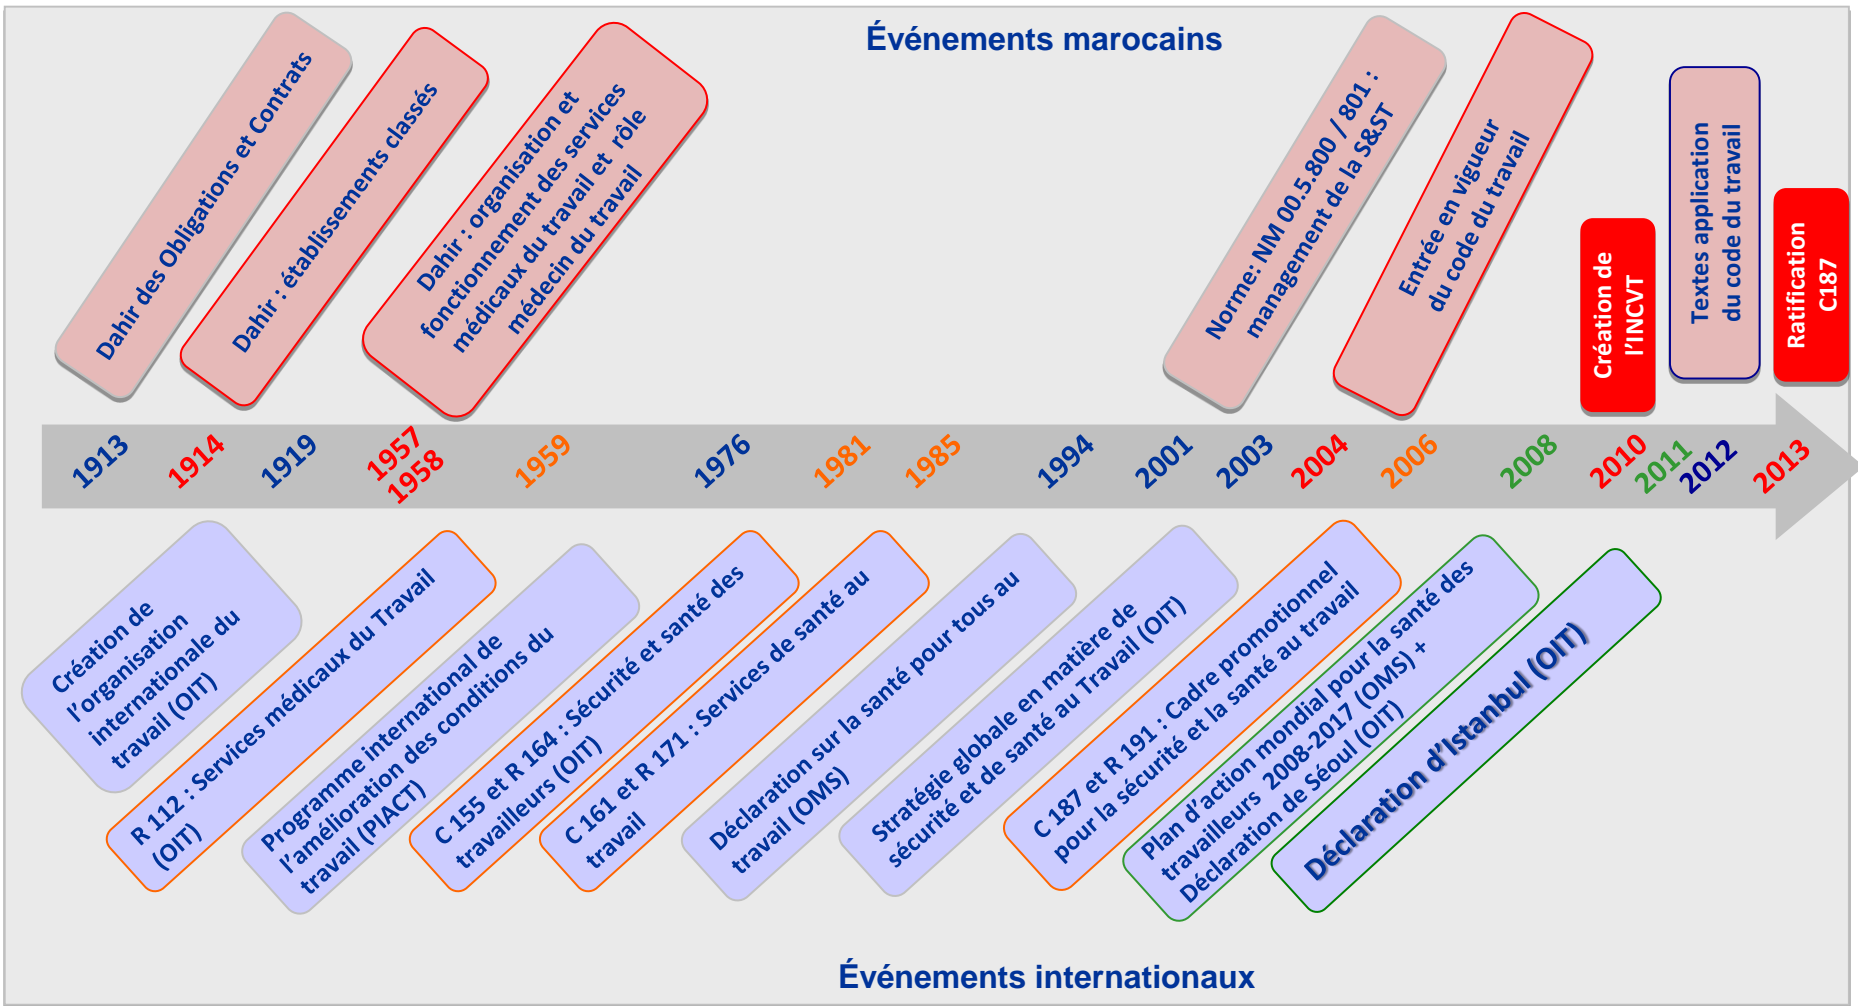 Événements marocains
Dahir des Obligations et Contrats
Dahir : établissements classés
Dahir : organisation et
fonctionnement des services
médicaux du travail et rôle
médecin du travail
Norme: NM 00.5.800 / 801 :
management de la S&ST
Entrée en vigueur
du code du travail
Création de
l’INCVT
Textes application
du code du travail
Ratification
C187
1913
1914
1919
1957
1958
1959
1976
1981
1985
1994
2001
2003
2004
2006
2008
2010
2011
2012
2013
Création de
l’organisation
internationale du
travail (OIT)
R 112 : Services médicaux du Travail
(OIT)
Programme international de
l’amélioration des conditions du
travail (PIACT)
C 155 et R 164 : Sécurité et santé des
travailleurs (OIT)
C 161 et R 171 : Services de santé au
travail
Déclaration sur la santé pour tous au
travail (OMS)
Stratégie globale en matière de
sécurité et de santé au Travail (OIT)
C 187 et R 191 : Cadre promotionnel
pour la sécurité et la santé au travail
Plan d’action mondial pour la santé des
travailleurs 2008-2017 (OMS) +
Déclaration de Séoul (OIT)
Déclaration d’Istanbul (OIT)
Événements internationaux